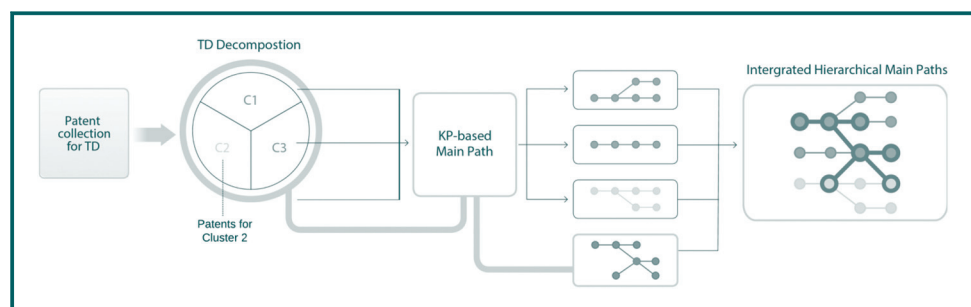 TD Decompostion
Patent
collection
for TD
C1
C2
C3
Patents for
Cluster 2
KP-based
Main Path
Intergrated Hierarchical Main Paths